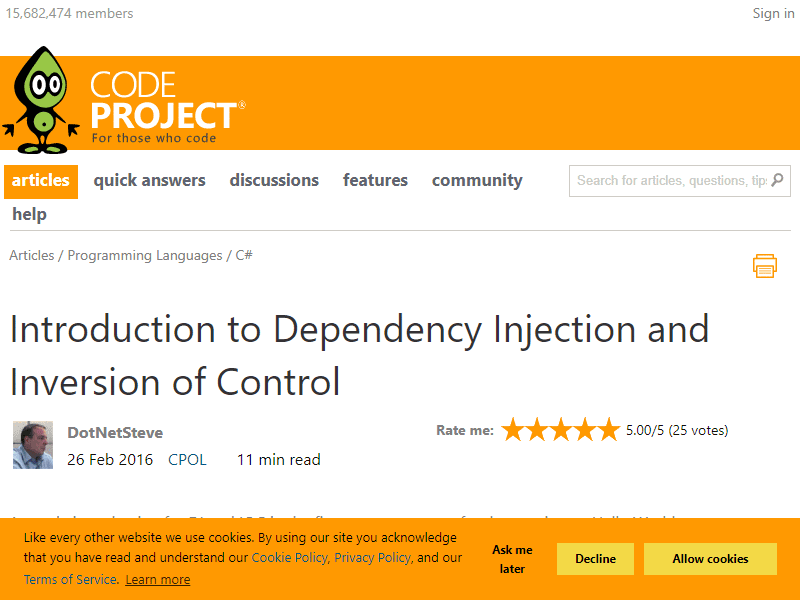 15,682,474 members
Sign in
CODE
PROJECT®
For those who code
articles quick answers discussions features community
Search for articles, questions, tips
help
Articles / Programming Languages / C#
Introduction to Dependency Injection and
Inversion of Control
DotNetSteve
Rate me: 5.00/5 (25 votes)
26 Feb 2016 CPOL 11 min read
Like every other website we use cookies. By using our site you acknowledge
that you have read and understand our Cookie Policy, Privacy Policy, and our
Terms of Service. Learn more
Ask me
later
Decline
Allow cookies